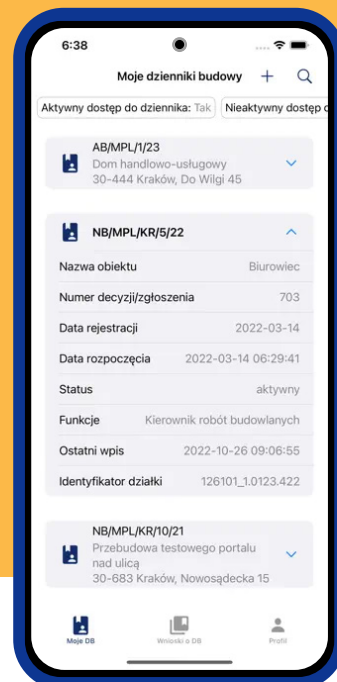 6:38
Moje dzienniki budowy
Aktywny dostęp do dziennika: Tak Nieaktywny dostęp
AB/MPL/1/23
Dom handlowo-usługowy
30-444 Kraków, Do Wilgi 45
NB/MPL/KR/5/22
Nazwa obiektu Biurowiec
Numer decyzji/zgłoszenia 703
Data rejestracji 2022-03-14
Data rozpoczęcia 2022-03-14 06:29:41
Status aktywny
Funkcje Kierownik robót budowlanych
Ostatni wpis 2022-10-26 09:06:55
Identyfikator działki 126101_1.0123.422
NB/MPL/KR/10/21
Przebudowa testowego portalu
nad ulicą
30-683 Kraków, Nowosądecka 15
Moje DB Wnioski o DB Profil